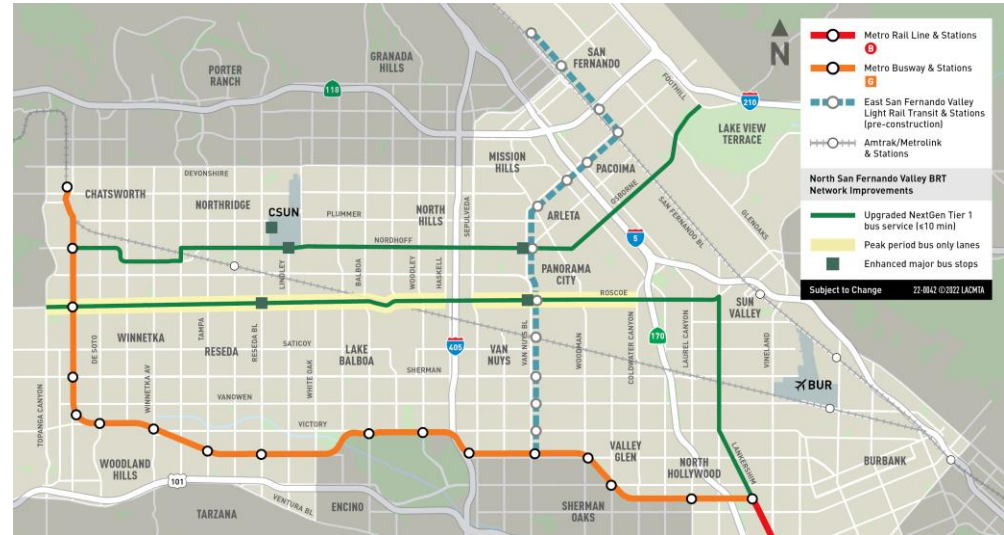 SAN
FERNANDO
GRANADA
HILLS
PORTER
RANCH
118
N
FOOTHILL
210
LAKE VIEW
TERRACE
MISSION
HILLS
PACOIMA
DEVONSHIRE
CHATSWORTH
NORTHRIDGE
CSUN
PLUMMER
NORTH
HILLS
SEPULVEDA
ARLETA
OSBORNE
SAN FERNANDO BL
GLENOAKS
NORDHOFF
5
LINDLEY
BALBOA
WOODLEY
HASKELL
PANORAMA
CITY
ROSCOE
SUN
VALLEY
DE SOTO
WINNETKA
TAMPA
RESEDA
RESEDA BL
SATICOY
WHITE OAK
LAKE
BALBOA
405
SHERMAN
VAN
NUYS
VAN NUYS BL
WOODMAN
COLDWATER CANYON
170
LAUREL CANYON
VINELAND
BUR
TOPANGA CANYON
WINNETKA AV
VANOWEN
VICTORY
WOODLAND
HILLS
101
VENTURA BL
TARZANA
ENCINO
VALLEY
GLEN
SHERMAN
OAKS
NORTH
HOLLYWOOD
LANKERSHIM
BURBANK
Metro Rail Line & Stations
B
Metro Busway & Stations
G
East San Fernando Valley
Light Rail Transit & Stations
(pre-construction)
Amtrak/Metrolink
& Stations
North San Fernando Valley BRT
Network Improvements
Upgraded NextGen Tier 1
bus service (≤10 min)
Peak period bus only lanes
Enhanced major bus stops
Subject to Change 22-0042 ©2022 LACMTA